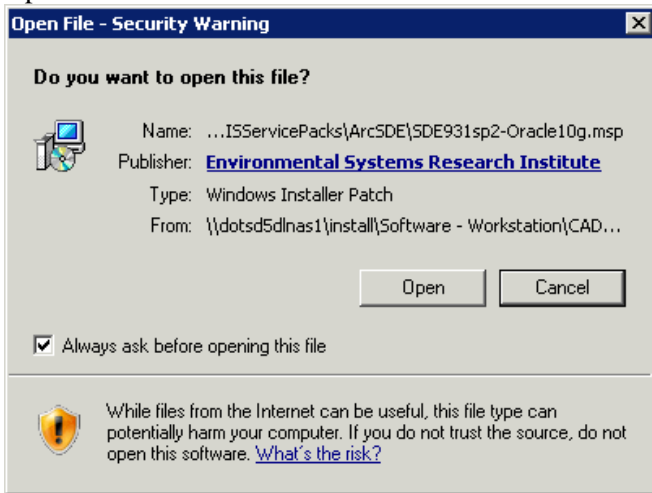 Open File - Security Warning
Do you want to open this file?
Name: ...ISServicePacks\ArcSDE\SDE931sp2-Oracle10g.msp
Publisher: Environmental Systems Research Institute
Type: Windows Installer Patch
From: \\dotsd5dlnas1\install\Software - Workstation\CAD...
Open
Cancel
Always ask before opening this file
While files from the Internet can be useful, this file type can
potentially harm your computer. If you do not trust the source, do not
open this software. What's the risk?